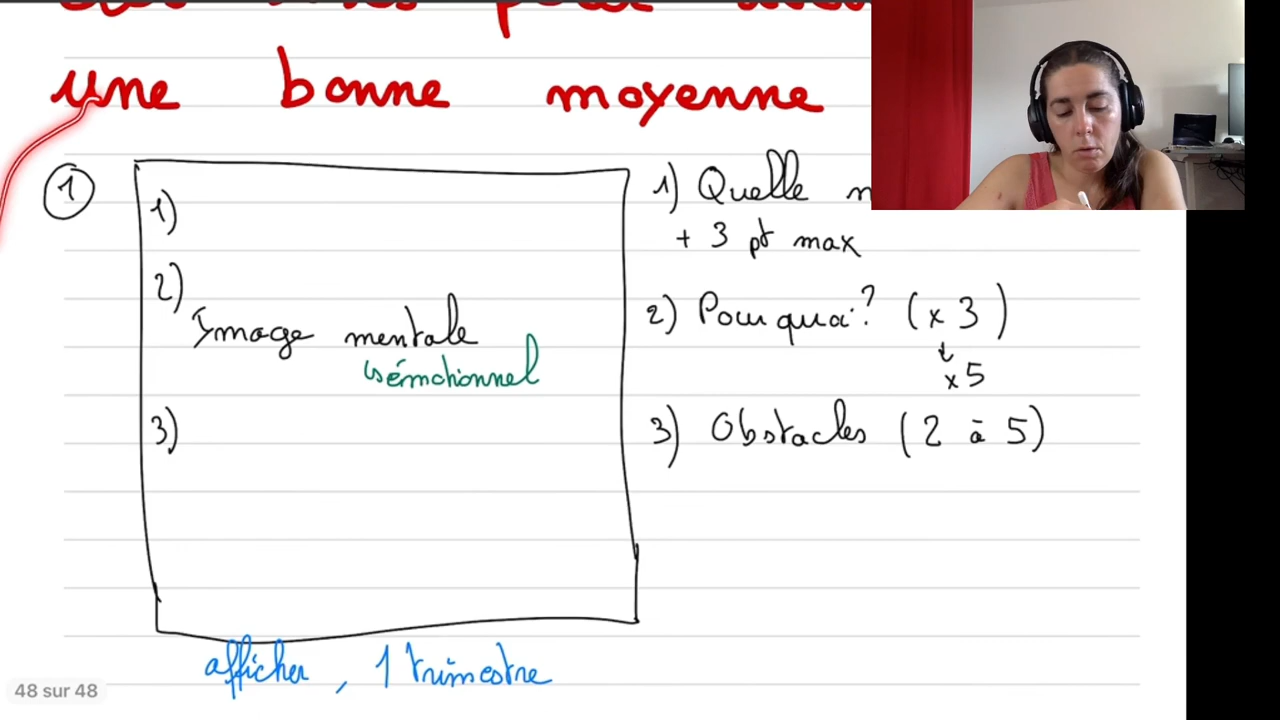 une bonne moyenne
1
1)
2)
Image mentale
émotionnel
3)
afficher, 1 trimestre
1) Quelle
+ 3 pt max
2) Pourquoi? (x 3)
x 5
3) Obstacles (2 à 5)
48 sur 48